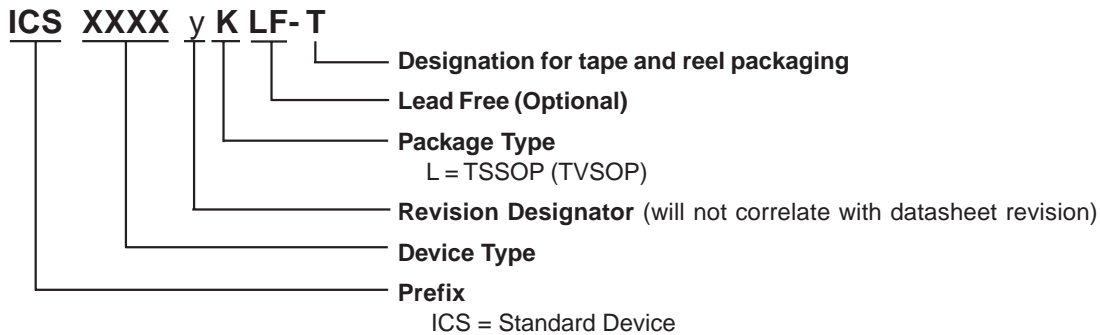 ICS XXXX y K LF- T
Designation for tape and reel packaging
Lead Free (Optional)
Package Type
L = TSSOP (TVSOP)
Revision Designator (will not correlate with datasheet revision)
Device Type
Prefix
ICS = Standard Device